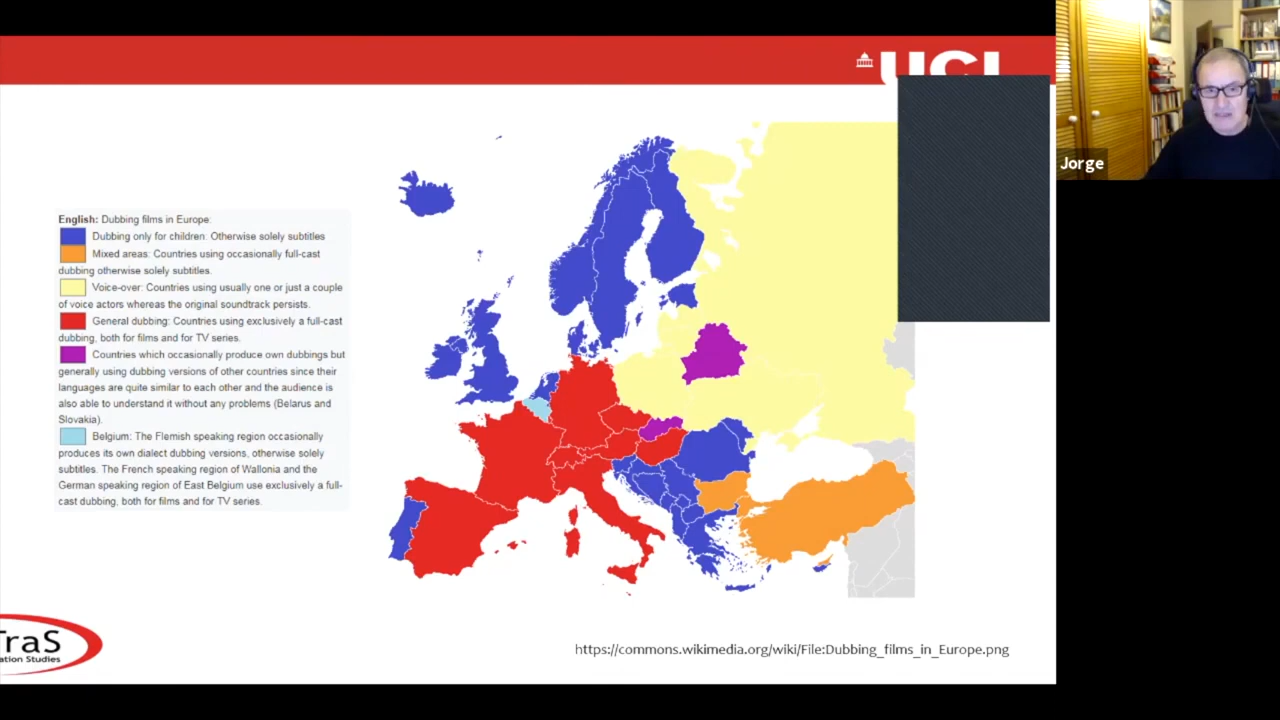 UCL
Jorge
English: Dubbing films in Europe:
Dubbing only for children: Otherwise solely subtitles
Mixed areas: Countries using occasionally full-cast
dubbing otherwise solely subtitles.
Voice-over: Countries using usually one or just a couple
of voice actors whereas the original soundtrack persists.
General dubbing: Countries using exclusively a full-cast
dubbing, both for films and for TV series.
Countries which occasionally produce own dubbings but
generally using dubbing versions of other countries since their
languages are quite similar to each other and the audience is
also able to understand it without any problems (Belarus and
Slovakia).
Belgium: The Flemish speaking region occasionally
produces its own dialect dubbing versions, otherwise solely
subtitles. The French speaking region of Wallonia and the
German speaking region of East Belgium use exclusively a full-
cast dubbing, both for films and for TV series.
TraS
ation Studies
https://commons.wikimedia.org/wiki/File:Dubbing_films_in_Europe.png